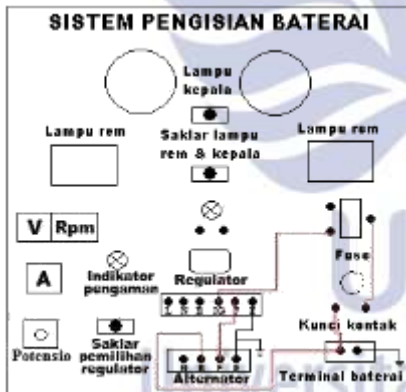 SISTEM PENGISIAN BATERAI
Lampu
kepala
Lampu rem
Saklar lampu
rem & kepala
Lampu rem
V Rpm
Fuse
A
Indikator
pengaman
Regulator
Kunci kontak
Potensio
Saklar
pemilihan
regulator
Alternator
Terminal baterai